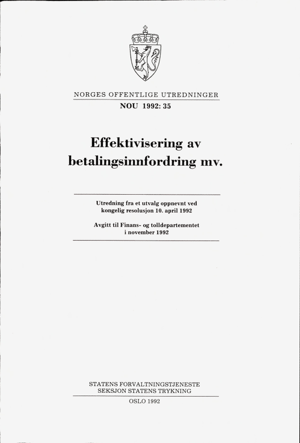 NORGES OFFENTLIGE UTREDNINGER
NOU 1992: 35
Effektivisering av
betalingsinnfordring mv.
Utredning fra et utvalg oppnevnt ved
kongelig resolusjon 10. april 1992
Avgitt til Finans- og tolldepartementet
i november 1992
STATENS FORVALTNINGSTJENESTE
SEKSJON STATENS TRYKNING
OSLO 1992